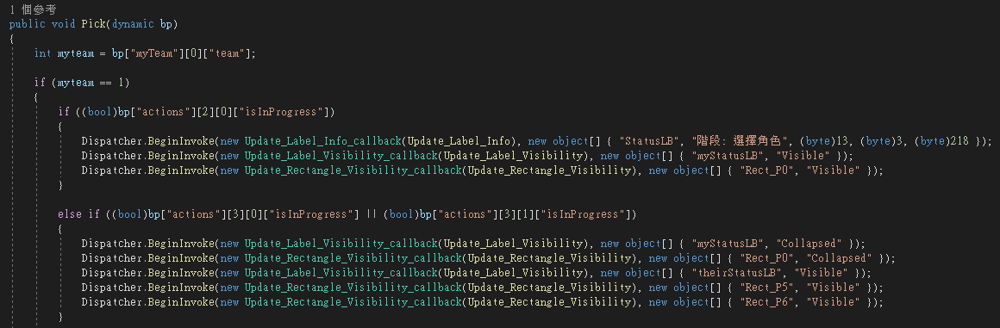 1 個參考
public void Pick(dynamic bp)
{
int myteam = bp["myTeam"][0]["team"];
if (myteam == 1)
{
if ((bool)bp["actions"][2][0]["isInProgress"])
{
Dispatcher.BeginInvoke(new Update_Label_Info_callback(Update_Label_Info), new object[] { "StatusLB", "階段: 選擇角色", (byte)13, (byte)3, (byte)218 });
Dispatcher.BeginInvoke(new Update_Label_Visibility_callback(Update_Label_Visibility), new object[] { "myStatusLB", "Visible" });
Dispatcher.BeginInvoke(new Update_Rectangle_Visibility_callback(Update_Rectangle_Visibility), new object[] { "Rect_P0", "Visible" });
}
else if ((bool)bp["actions"][3][0]["isInProgress"] || (bool)bp["actions"][3][1]["isInProgress"])
{
Dispatcher.BeginInvoke(new Update_Label_Visibility_callback(Update_Label_Visibility), new object[] { "myStatusLB", "Collapsed" });
Dispatcher.BeginInvoke(new Update_Rectangle_Visibility_callback(Update_Rectangle_Visibility), new object[] { "Rect_P0", "Collapsed" });
Dispatcher.BeginInvoke(new Update_Label_Visibility_callback(Update_Label_Visibility), new object[] { "theirStatusLB", "Visible" });
Dispatcher.BeginInvoke(new Update_Rectangle_Visibility_callback(Update_Rectangle_Visibility), new object[] { "Rect_P5", "Visible" });
Dispatcher.BeginInvoke(new Update_Rectangle_Visibility_callback(Update_Rectangle_Visibility), new object[] { "Rect_P6", "Visible" });
}